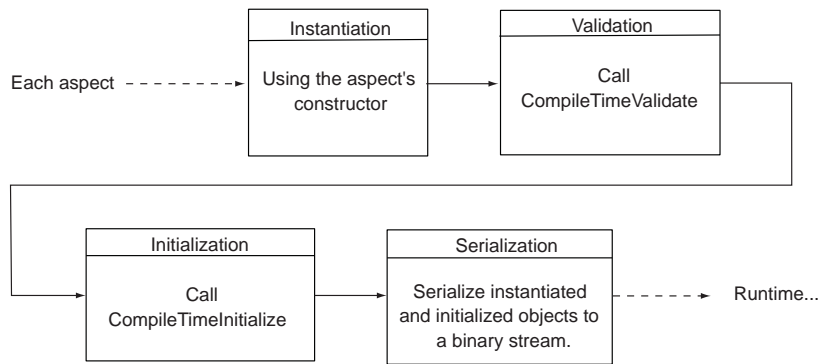 Instantiation
Validation
Each aspect
Using the aspect's
constructor
Call
CompileTimeValidate
Initialization
Serialization
Call
CompileTimeInitialize
Serialize instantiated
and initialized objects to
a binary stream.
Runtime...